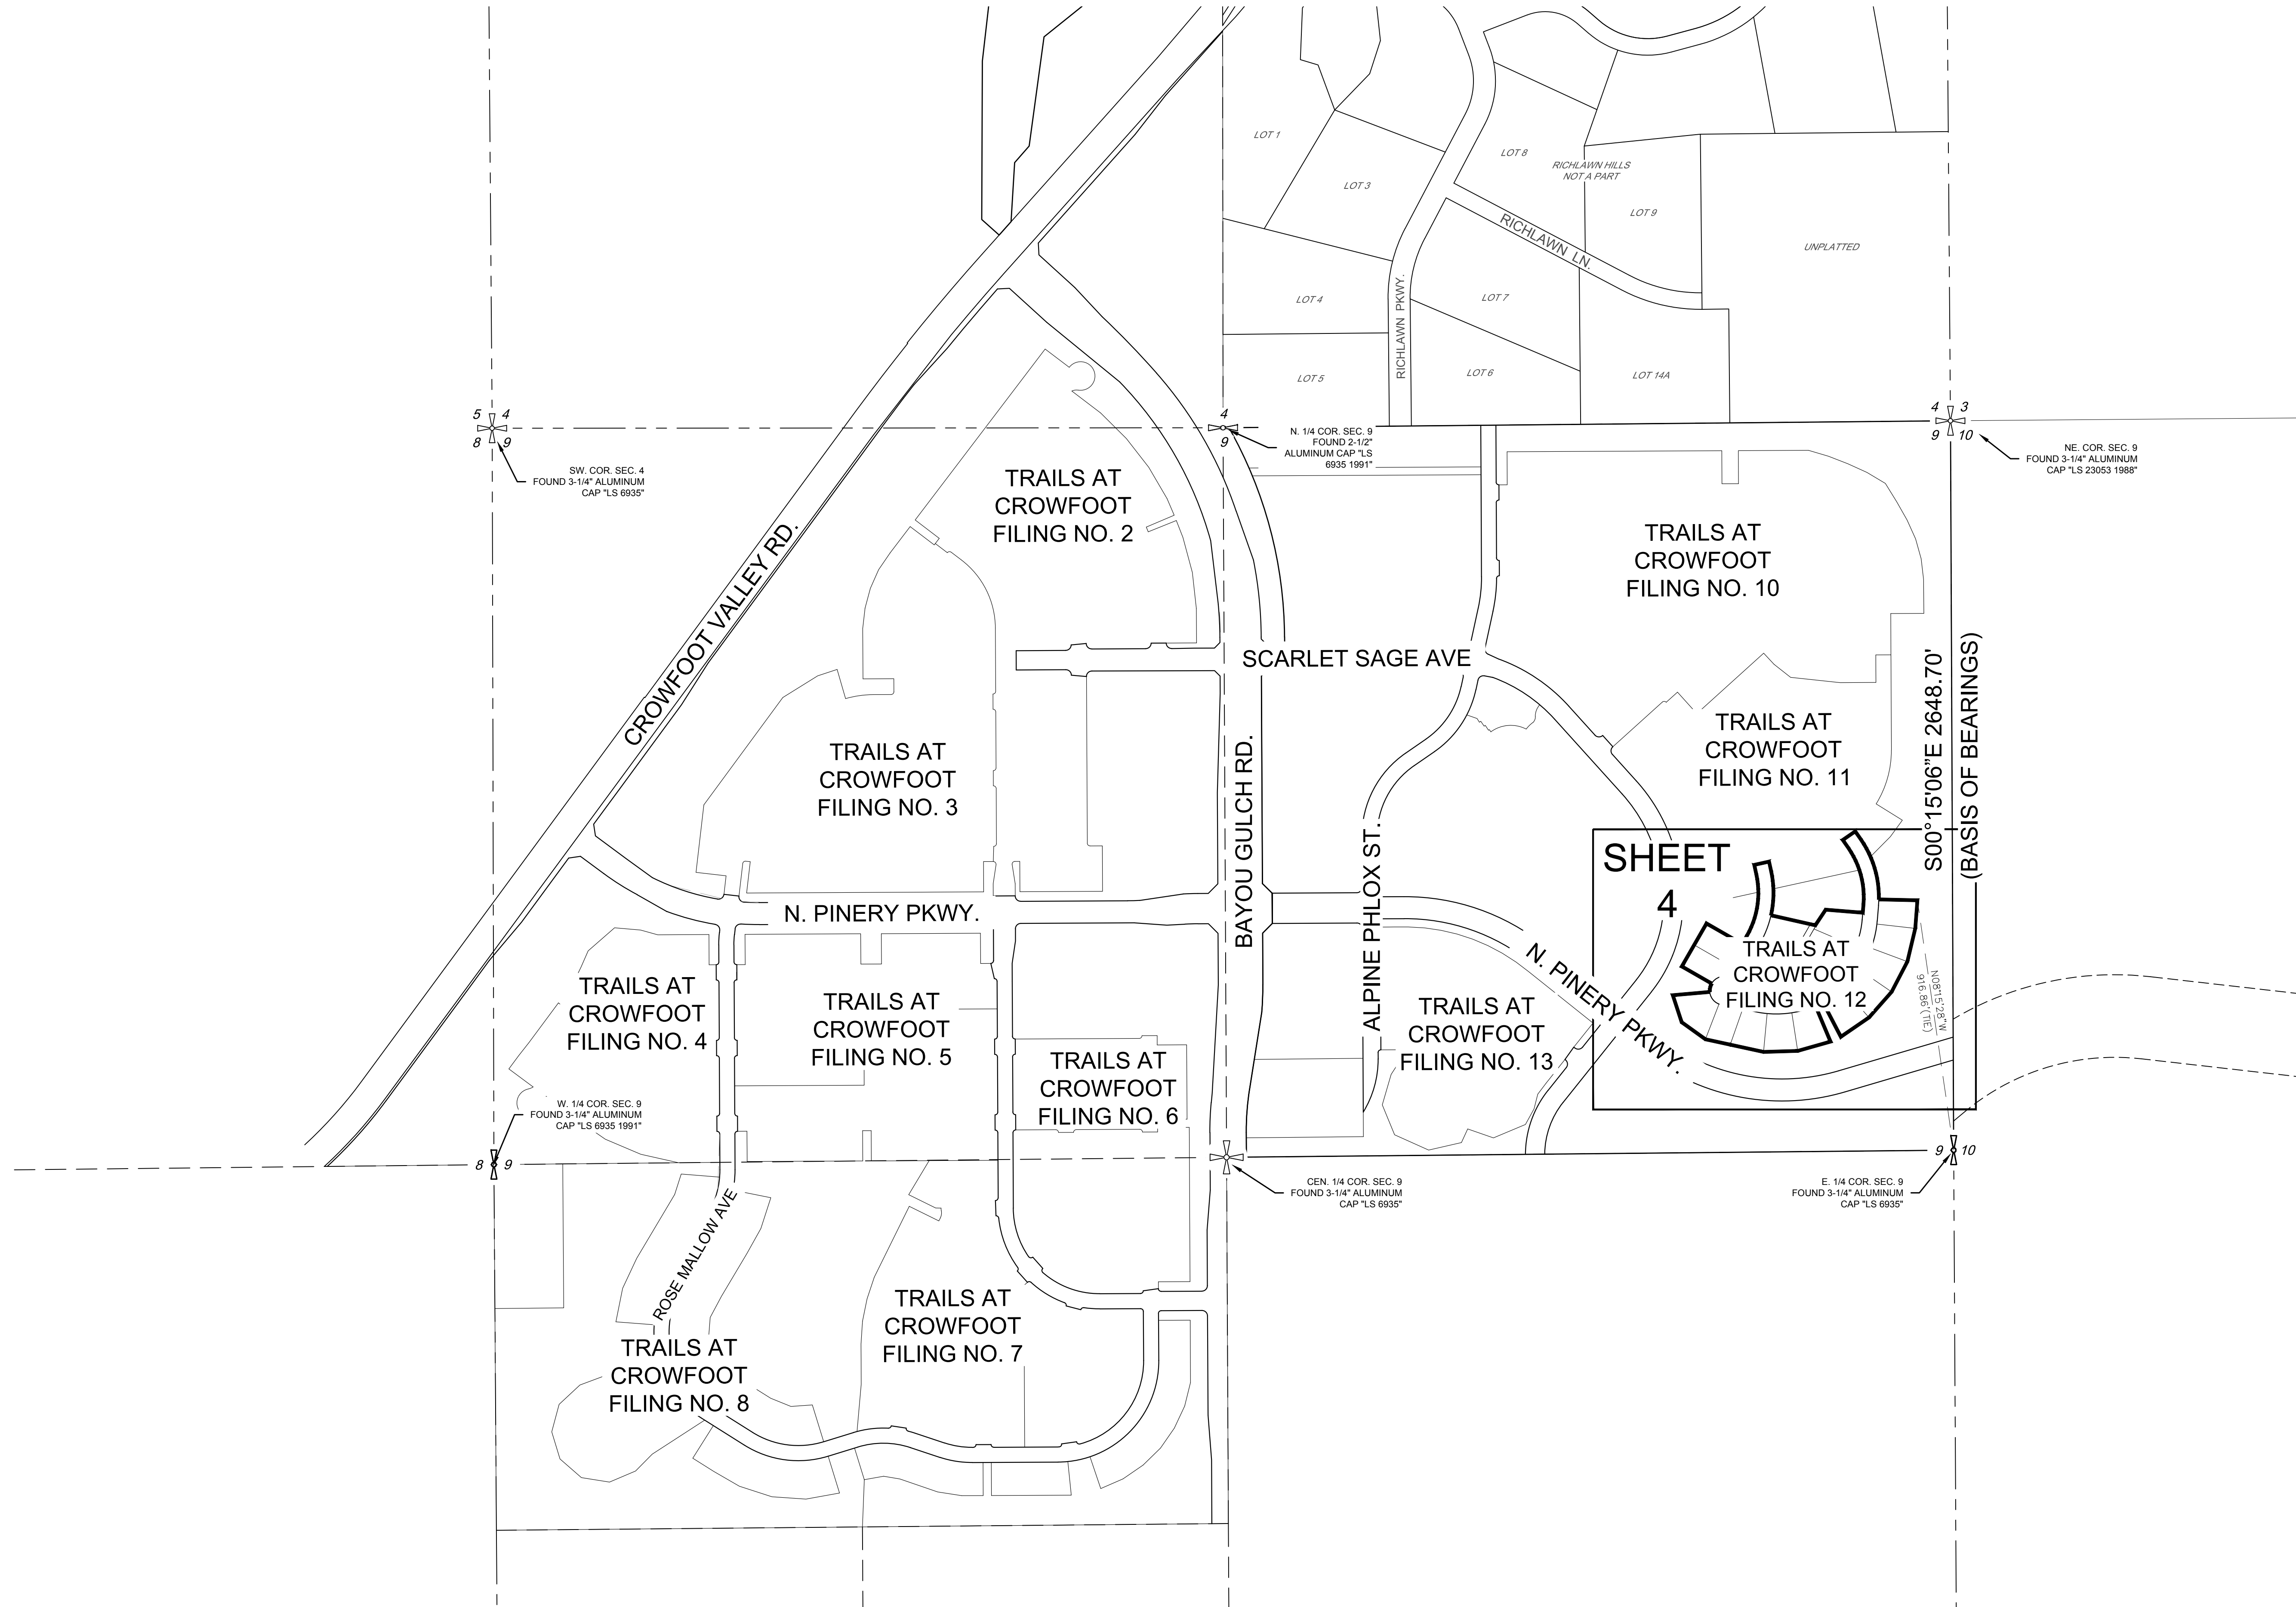 LOT 1
LOT 3
LOT 8
RICHLAWN HILLS
NOT A PART
LOT 9
RICHLAWN LN.
UNPLATTED
LOT 4
RICHLAWN PKWY.
LOT 7
LOT 5
LOT 6
LOT 14A
5 4
8 9
SW. COR. SEC. 4
FOUND 3-1/4" ALUMINUM
CAP "LS 6935"
4
9
N. 1/4 COR. SEC. 9
FOUND 2-1/2"
ALUMINUM CAP "LS
6935 1991"
4 3
9 10
NE. COR. SEC. 9
FOUND 3-1/4" ALUMINUM
CAP "LS 23053 1988"
TRAILS AT
CROWFOOT
FILING NO. 2
CROWFOOT VALLEY RD.
TRAILS AT
CROWFOOT
FILING NO. 10
SCARLET SAGE AVE
S00°15'06"E 2648.70'
(BASIS OF BEARINGS)
TRAILS AT
CROWFOOT
FILING NO. 3
BAYOU GULCH RD.
ALPINE PHLOX ST.
TRAILS AT
CROWFOOT
FILING NO. 11
SHEET
4
N. PINERY PKWY.
N. PINERY PKWY.
TRAILS AT
CROWFOOT
FILING NO. 12
N08°15'28"W
916.86'(TIE)
TRAILS AT
CROWFOOT
FILING NO. 4
TRAILS AT
CROWFOOT
FILING NO. 5
TRAILS AT
CROWFOOT
FILING NO. 6
TRAILS AT
CROWFOOT
FILING NO. 13
W. 1/4 COR. SEC. 9
FOUND 3-1/4" ALUMINUM
CAP "LS 6935 1991"
8 9
CEN. 1/4 COR. SEC. 9
FOUND 3-1/4" ALUMINUM
CAP "LS 6935"
9 10
E. 1/4 COR. SEC. 9
FOUND 3-1/4" ALUMINUM
CAP "LS 6935"
ROSE MALLOW AVE
TRAILS AT
CROWFOOT
FILING NO. 7
TRAILS AT
CROWFOOT
FILING NO. 8